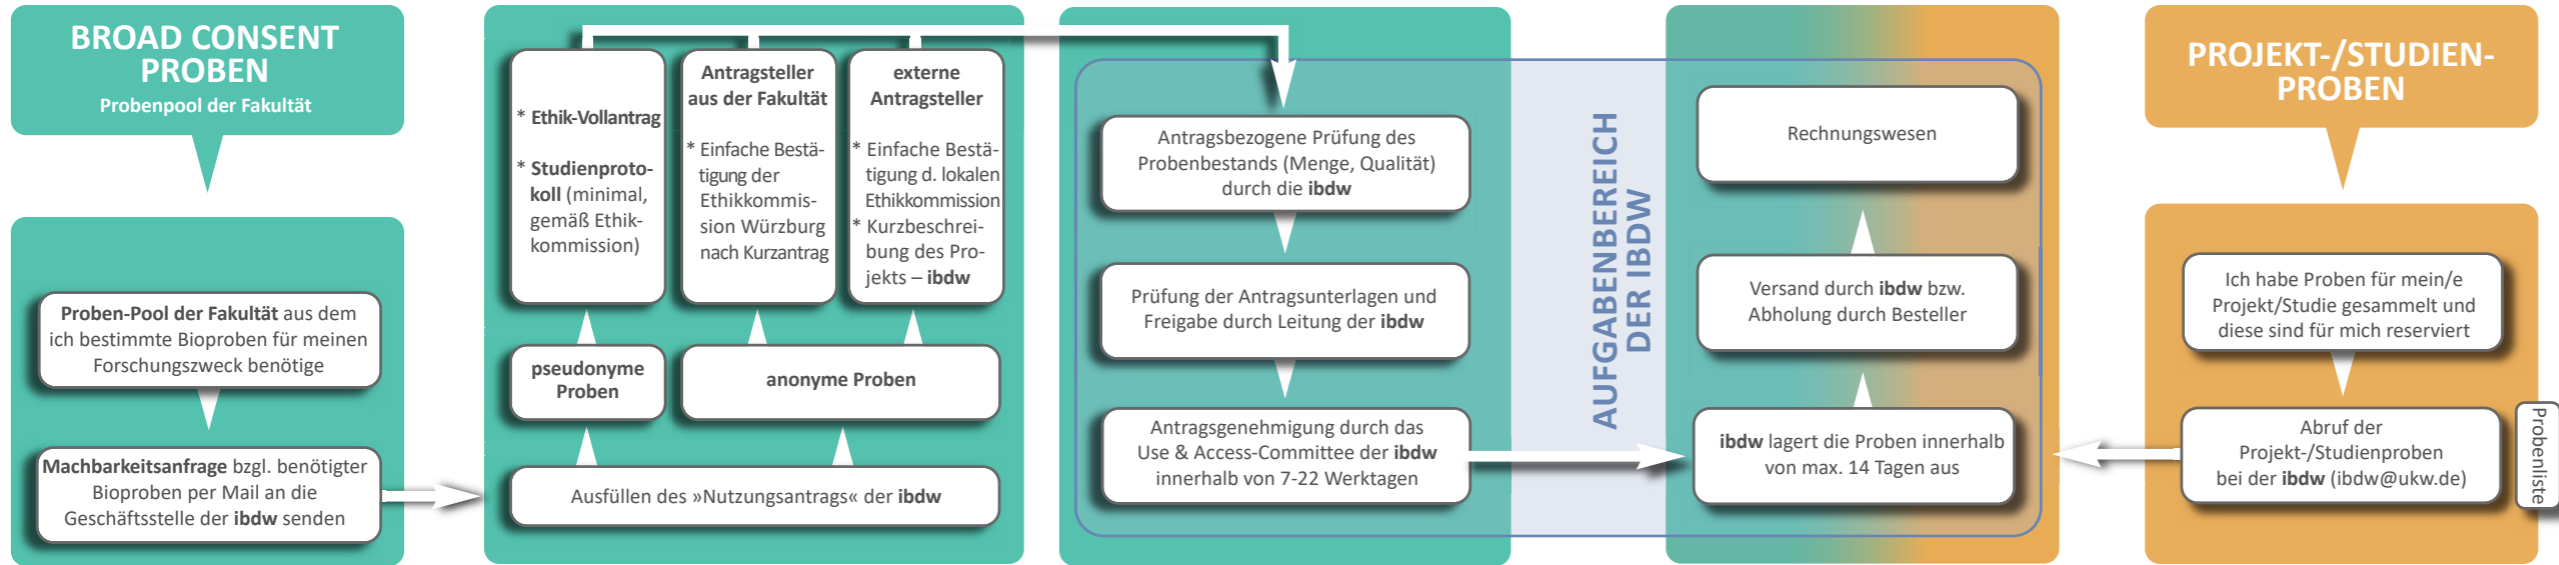 BROAD CONSENT
PROBEN
Probenpool der Fakultät
Proben-Pool der Fakultät aus dem
ich bestimmte Bioproben für meinen
Forschungszweck benötige
Machbarkeitsanfrage bzgl. benötigter
Bioproben per Mail an die
Geschäftsstelle der ibdw senden
* Ethik-Vollantrag
* Studienproto-
koll (minimal,
gemäß Ethik-
kommission)
Antragsteller
aus der Fakultät
* Einfache Bestä-
tigung der
Ethikkommis-
sion Würzburg
nach Kurzantrag
externe
Antragsteller
* Einfache Bestä-
tigung d. lokalen
Ethikkommission
* Kurzbeschrei-
bung des Pro-
jekts – ibdw
pseudonyme
Proben
anonyme Proben
Ausfüllen des »Nutzungsantrags« der ibdw
Antragsbezogene Prüfung des
Probenbestands (Menge, Qualität)
durch die ibdw
Prüfung der Antragsunterlagen und
Freigabe durch Leitung der ibdw
Antragsgenehmigung durch das
Use & Access-Committee der ibdw
innerhalb von 7-22 Werktagen
AUFGABENBEREICH
DER IBDW
Rechnungswesen
Versand durch ibdw bzw.
Abholung durch Besteller
ibdw lagert die Proben innerhalb
von max. 14 Tagen aus
PROJEKT-/STUDIEN-
PROBEN
Ich habe Proben für mein/e
Projekt/Studie gesammelt und
diese sind für mich reserviert
Abruf der
Projekt-/Studienproben
bei der ibdw (ibdw@ukw.de)
Probenliste